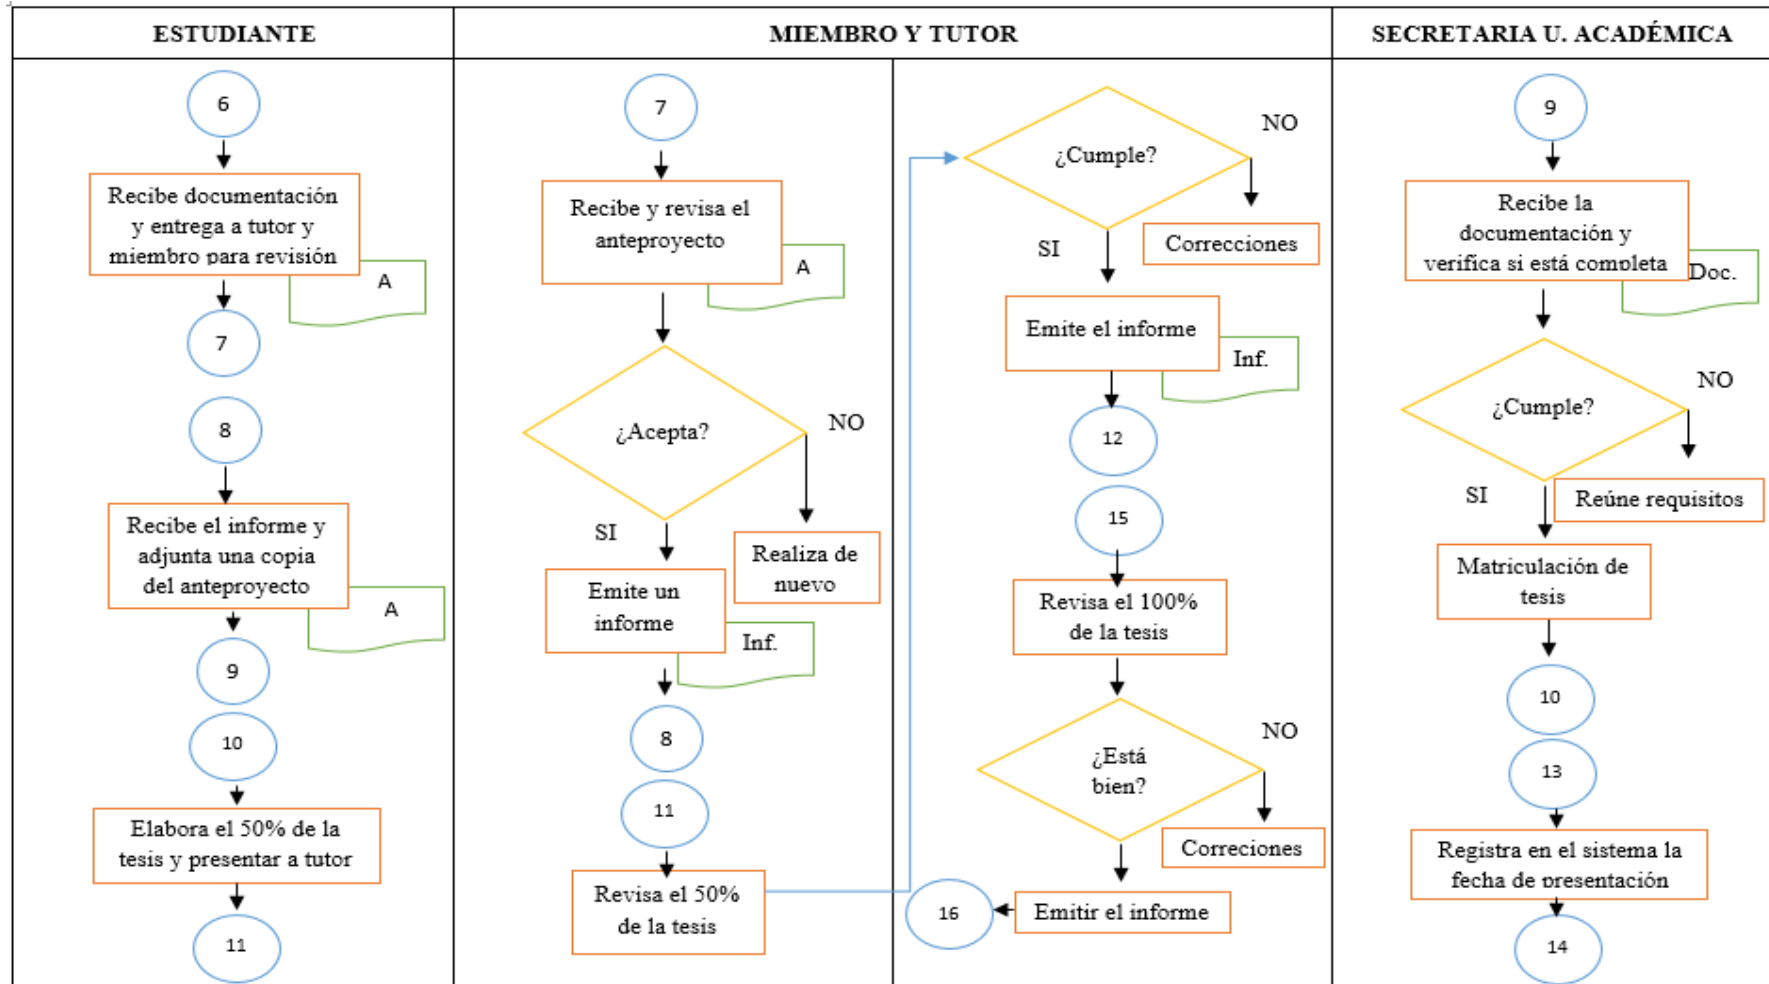 ESTUDIANTE
MIEMBRO Y TUTOR
SECRETARIA U. ACADÉMICA
6
Recibe documentación
y entrega a tutor y
miembro para revisión
A
7
8
Recibe el informe y
adjunta una copia
del anteproyecto
A
9
10
Elabora el 50% de la
tesis y presentar a tutor
11
7
Recibe y revisa el
anteproyecto
A
¿Acepta?
NO
SI
Realiza de
nuevo
Emite un
informe
Inf.
8
11
Revisa el 50%
de la tesis
¿Cumple?
NO
Correcciones
SI
Emite el informe
Inf.
12
15
Revisa el 100%
de la tesis
¿Está
bien?
NO
Correciones
Emitir el informe
16
9
Recibe la
documentación y
verifica si está completa
Doc.
¿Cumple?
NO
SI
Reúne requisitos
Matriculación de
tesis
10
13
Registra en el sistema la
fecha de presentación
14